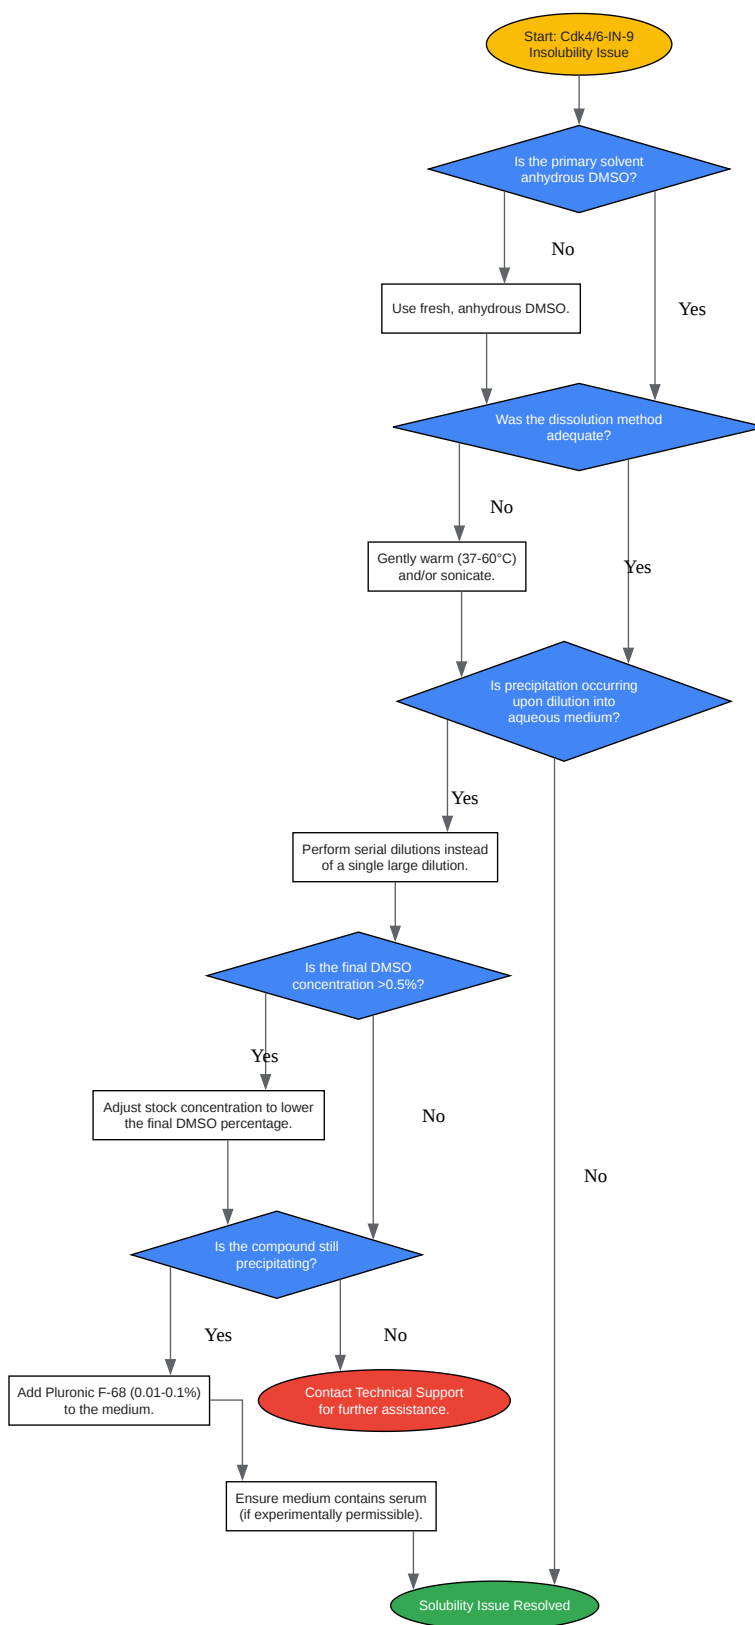 Start: Cdk4/6-IN-9
Insolubility Issue
Is the primary solvent
anhydrous DMSO?
No
Yes
Use fresh, anhydrous DMSO.
Was the dissolution method
adequate?
No
Yes
Gently warm (37-60°C)
and/or sonicate.
Is precipitation occurring
upon dilution into
aqueous medium?
Yes
No
Perform serial dilutions instead
of a single large dilution.
Is the final DMSO
concentration >0.5%?
Yes
No
Adjust stock concentration to lower
the final DMSO percentage.
Is the compound still
precipitating?
Yes
No
Add Pluronic F-68 (0.01-0.1%)
to the medium.
Contact Technical Support
for further assistance.
Ensure medium contains serum
(if experimentally permissible).
Solubility Issue Resolved